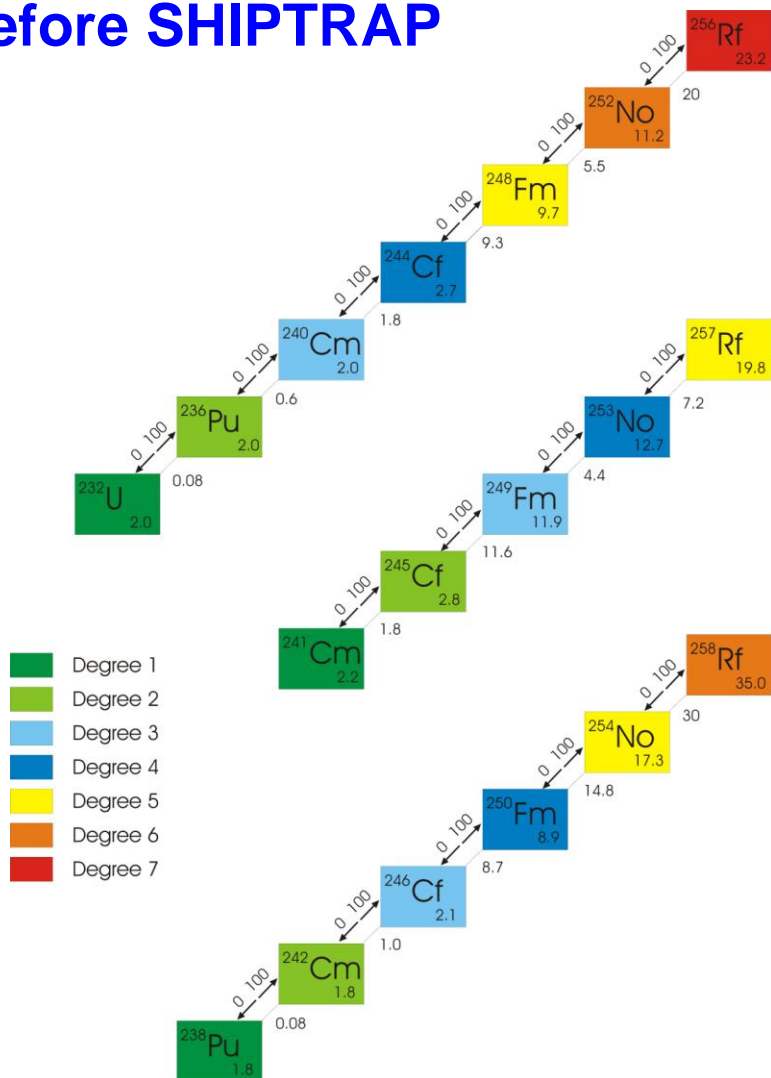 efore SHIPTRAP
256Rf
23.2
0 100
20
252No
11.2
0 100
5.5
248Fm
9.7
0 100
9.3
244Cf
2.7
0 100
1.8
240Cm
2.0
0 100
0.6
236Pu
2.0
0 100
0.08
232U
2.0
257Rf
19.8
0 100
7.2
253No
12.7
0 100
4.4
249Fm
11.9
0 100
11.6
245Cf
2.8
0 100
1.8
241Cm
2.2
Degree 1
Degree 2
Degree 3
Degree 4
Degree 5
Degree 6
Degree 7
258Rf
35.0
0 100
30
254No
17.3
0 100
14.8
250Fm
8.9
0 100
8.7
246Cf
2.1
0 100
1.0
242Cm
1.8
0 100
0.08
238Pu
1.8